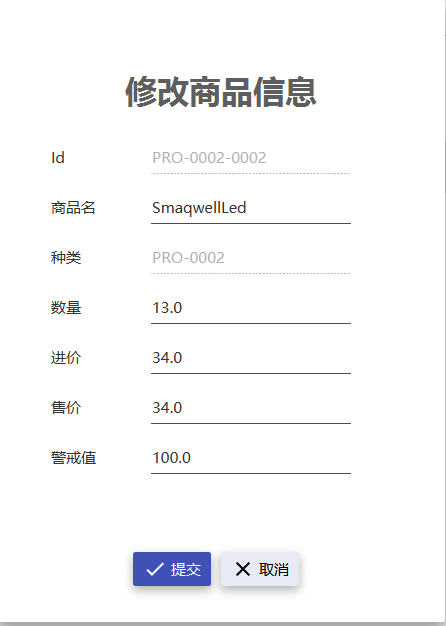 修改商品信息
Id PRO-0002-0002
商品名 SmaqwellLed
种类 PRO-0002
数量 13.0
进价 34.0
售价 34.0
警戒值 100.0
提交 取消